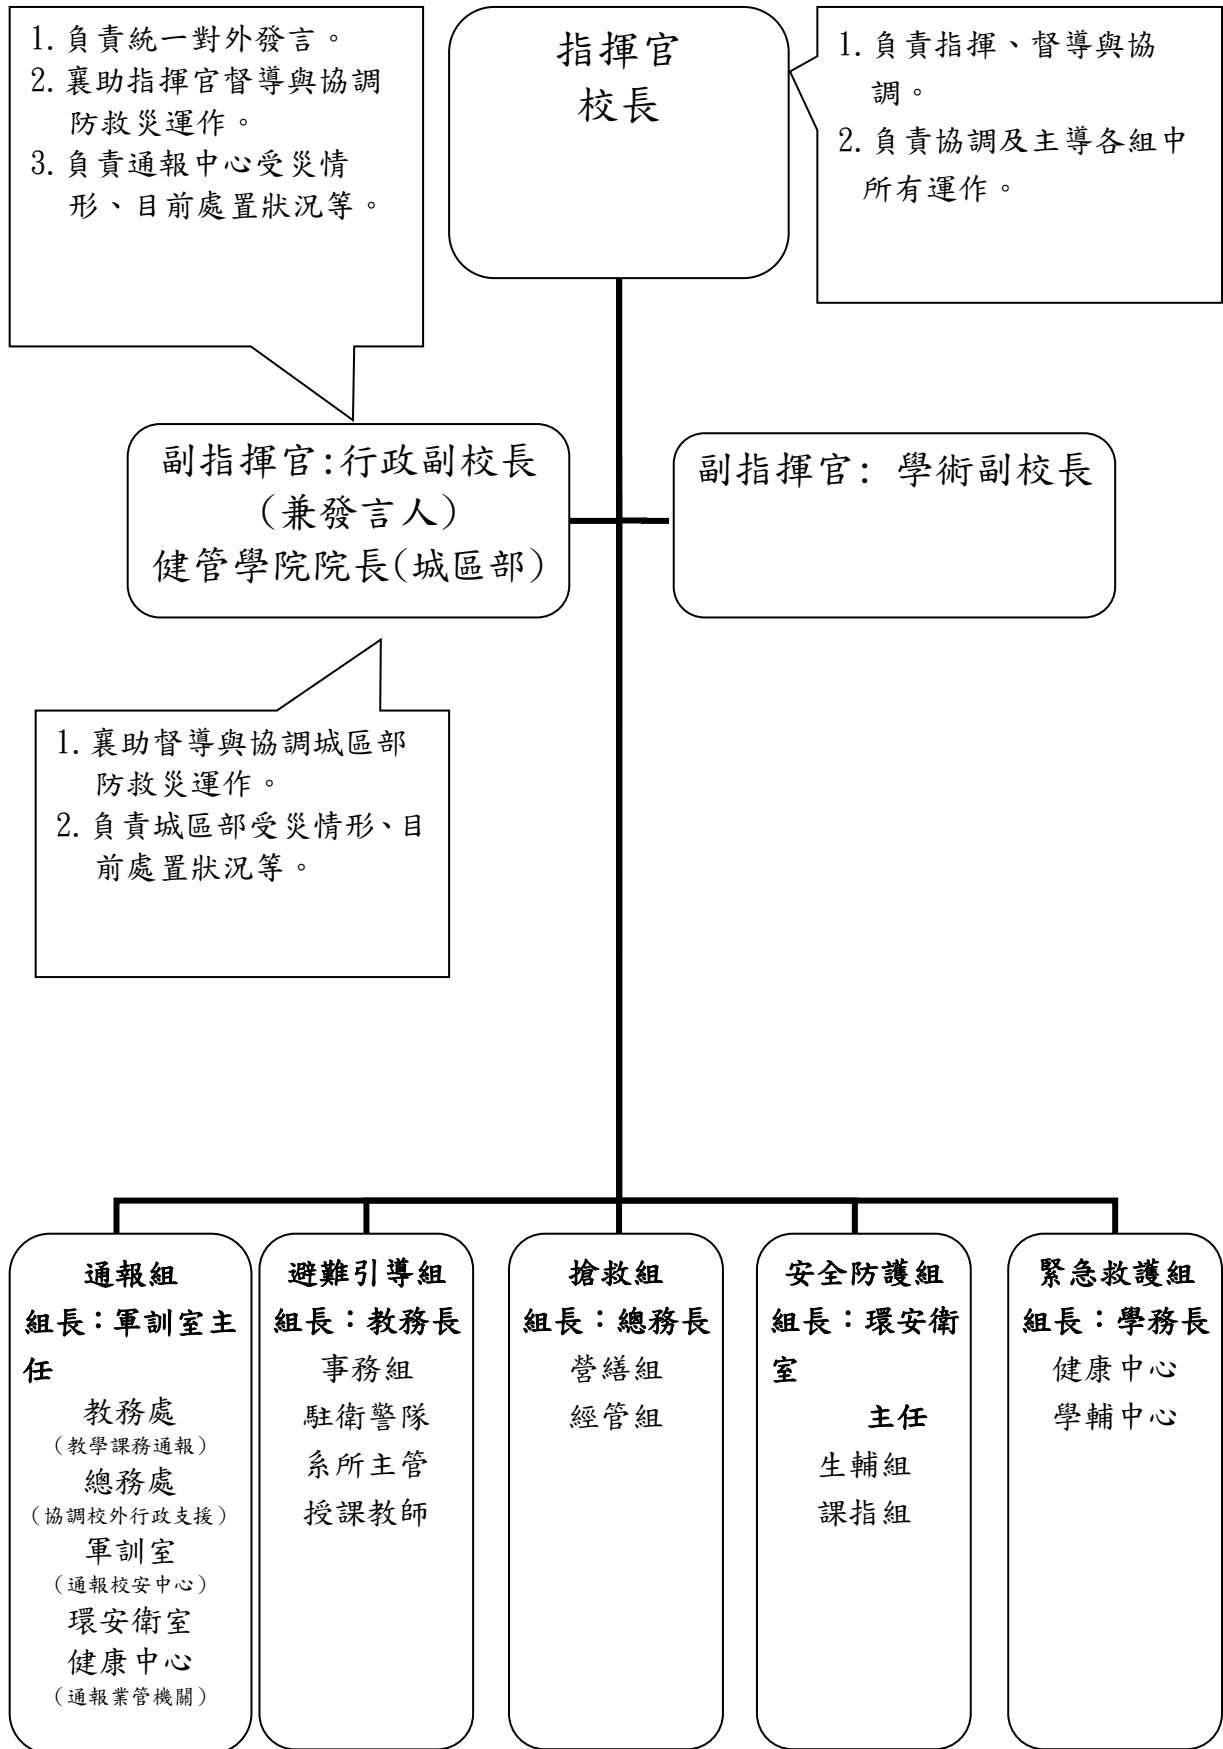 1. 負責統一對外發言。
2. 襄助指揮官督導與協調
防救災運作。
3. 負責通報中心受災情
形、目前處置狀況等。
指揮官
校長
1. 負責指揮、督導與協
調。
2. 負責協調及主導各組中
所有運作。
副指揮官:行政副校長
(兼發言人)
健管學院院長(城區部)
副指揮官: 學術副校長
1. 襄助督導與協調城區部
防救災運作。
2. 負責城區部受災情形、目
前處置狀況等。
通報組
組長：軍訓室主
任
教務處
（教學課務通報）
總務處
（協調校外行政支援）
軍訓室
（通報校安中心）
環安衛室
健康中心
（通報業管機關）
避難引導組
組長：教務長
事務組
駐衛警隊
系所主管
授課教師
搶救組
組長：總務長
營繕組
經管組
安全防護組
組長：環安衛
室
主任
生輔組
課指組
緊急救護組
組長：學務長
健康中心
學輔中心